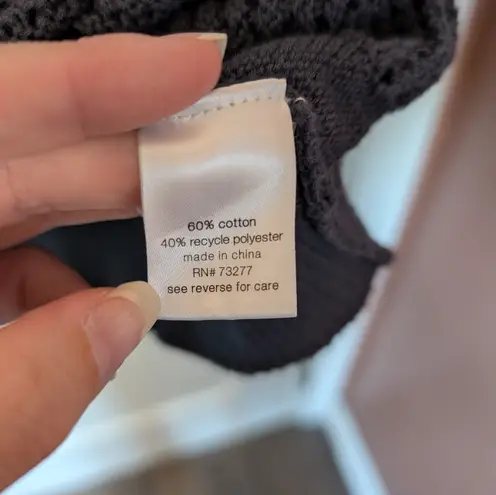 60% cotton
40% recycle polyester
made in china
RN# 73277
see reverse for care